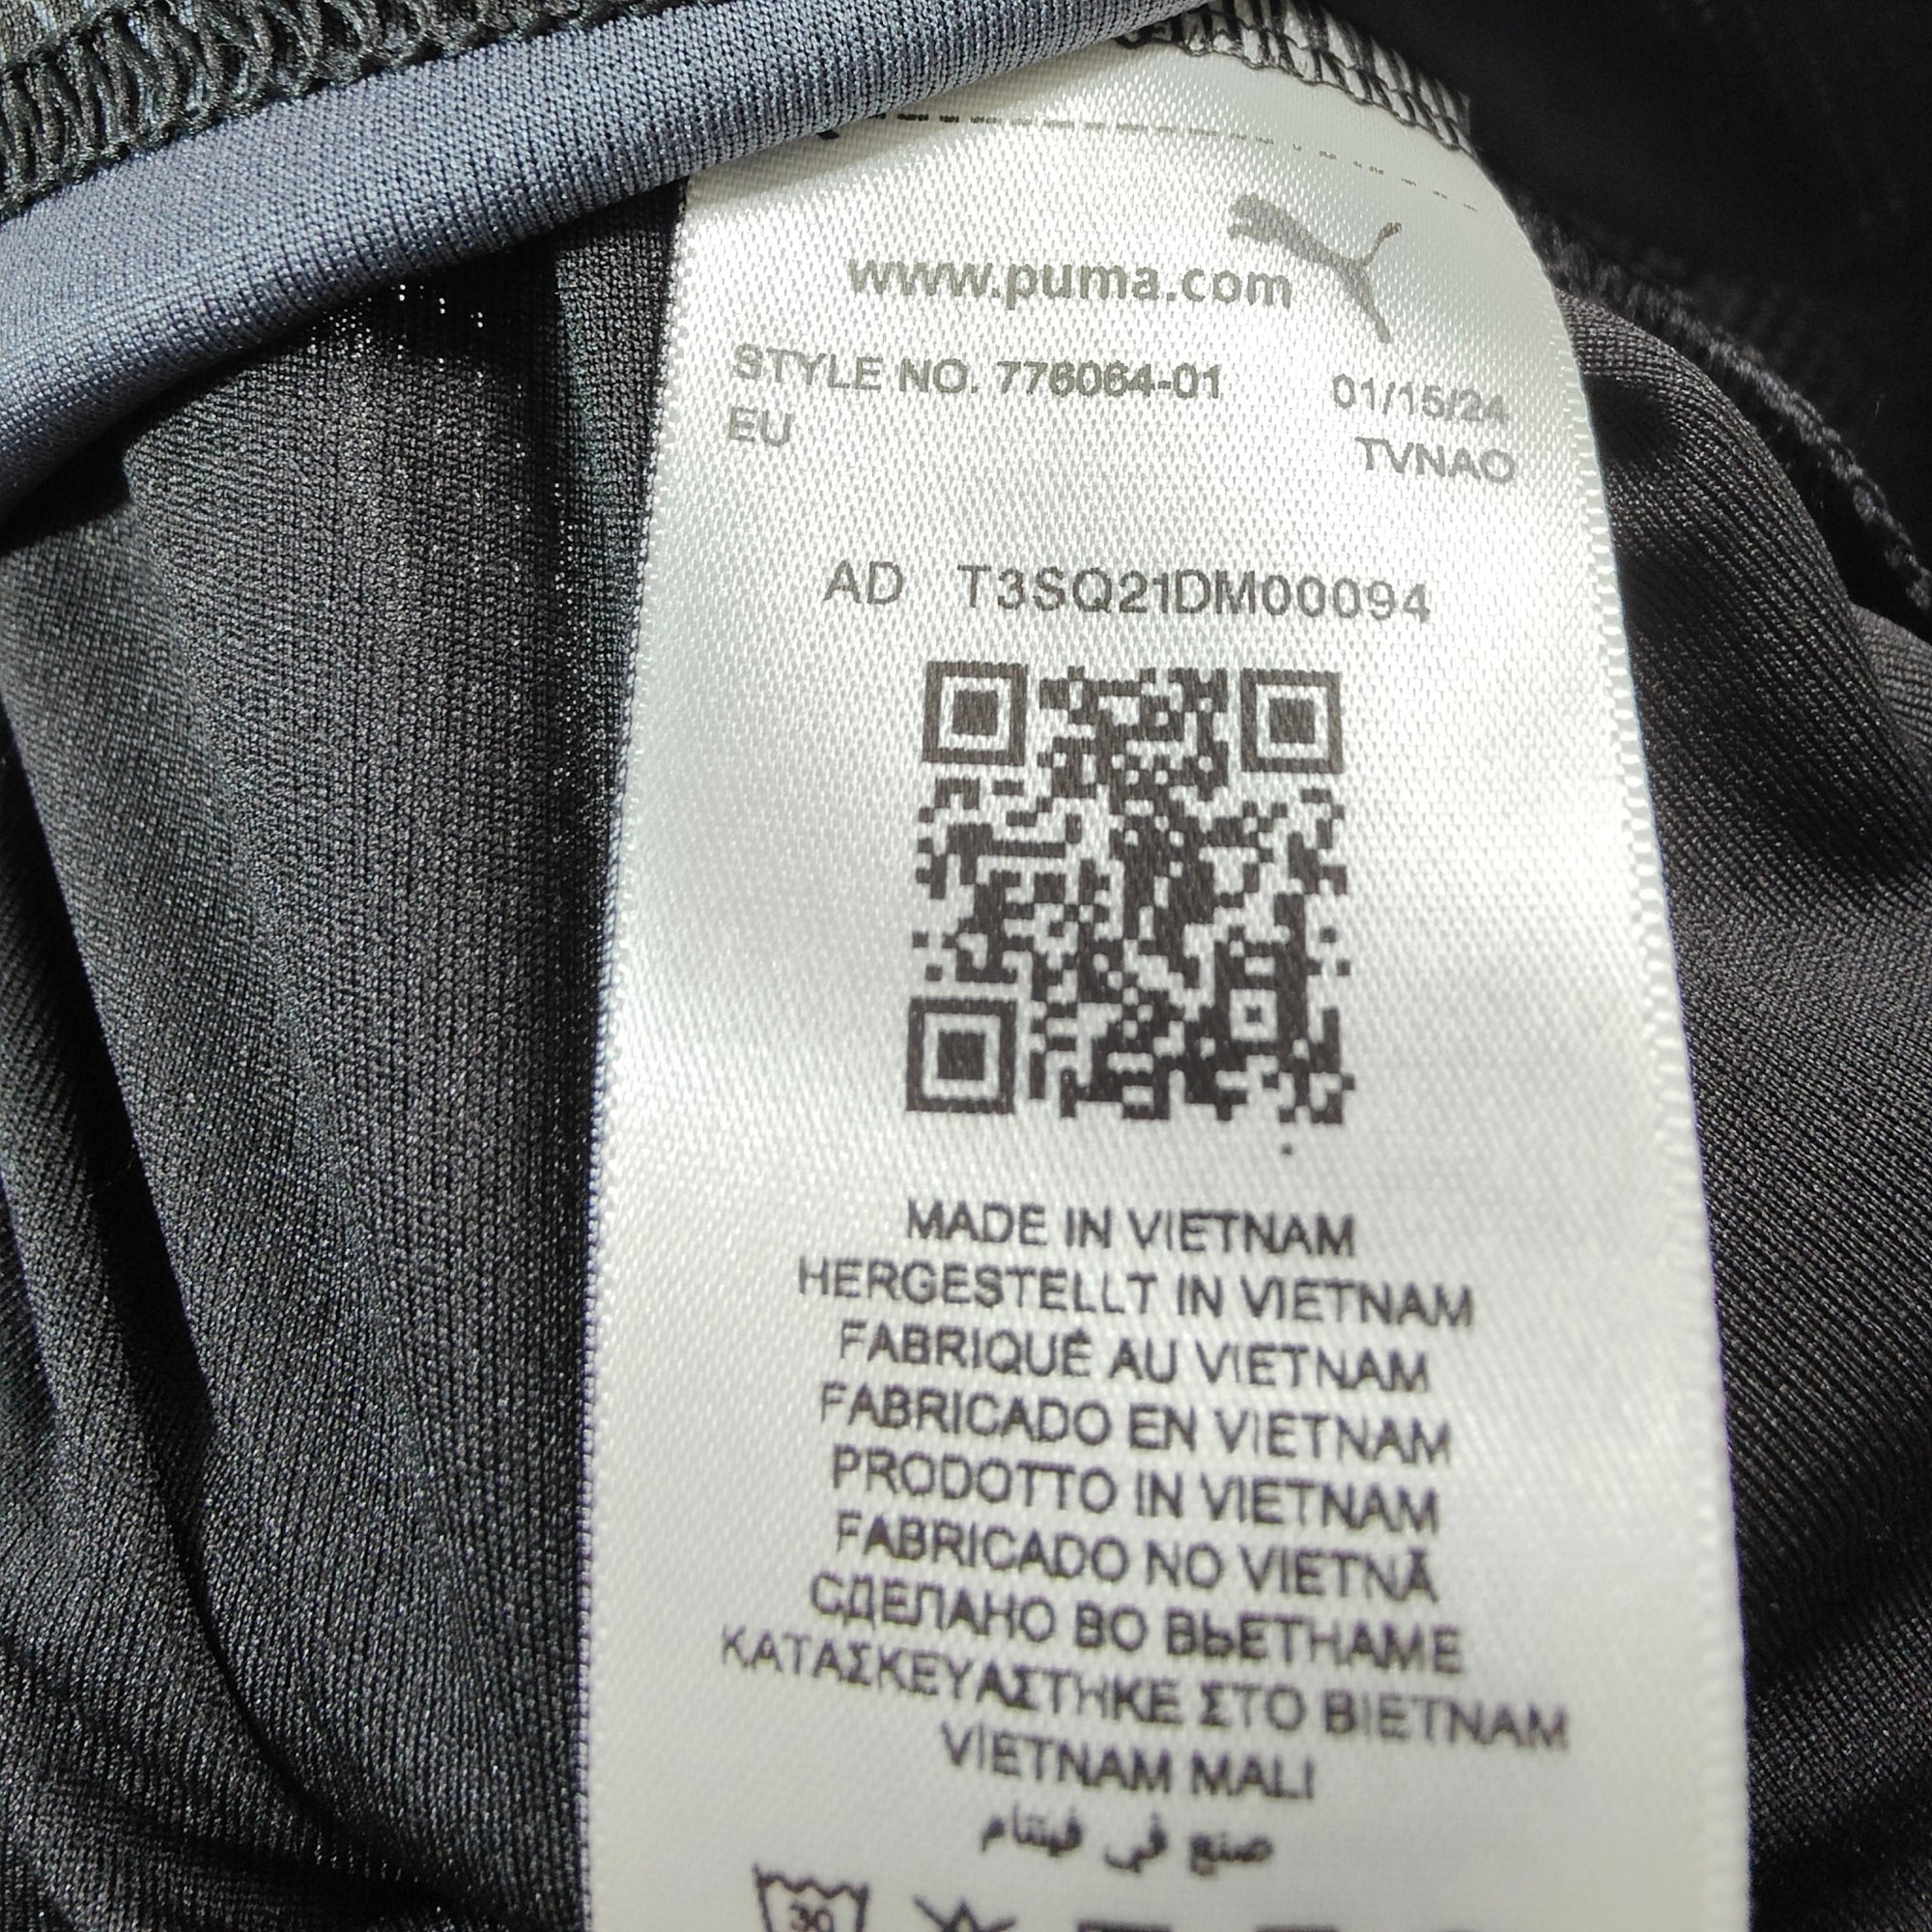 www.puma.com
STYLE NO. 776064-01 01/15/24
EU TVNAO
AD T3SQ21DM00094
MADE IN VIETNAM
HERGESTELLT IN VIETNAM
FABRIQUÉ AU VIETNAM
FABRICADO EN VIETNAM
PRODOTTO IN VIETNAM
FABRICADO NO VIETNÃ
СДЕЛАНО ВО ВЬЕТНАМЕ
ΚΑΤΑΣΚΕΥΑΣΤΗΚΕ ΣΤΟ ΒΙΕΤΝΑΜ
VIETNAM MALI
صنع في فيتنام
30